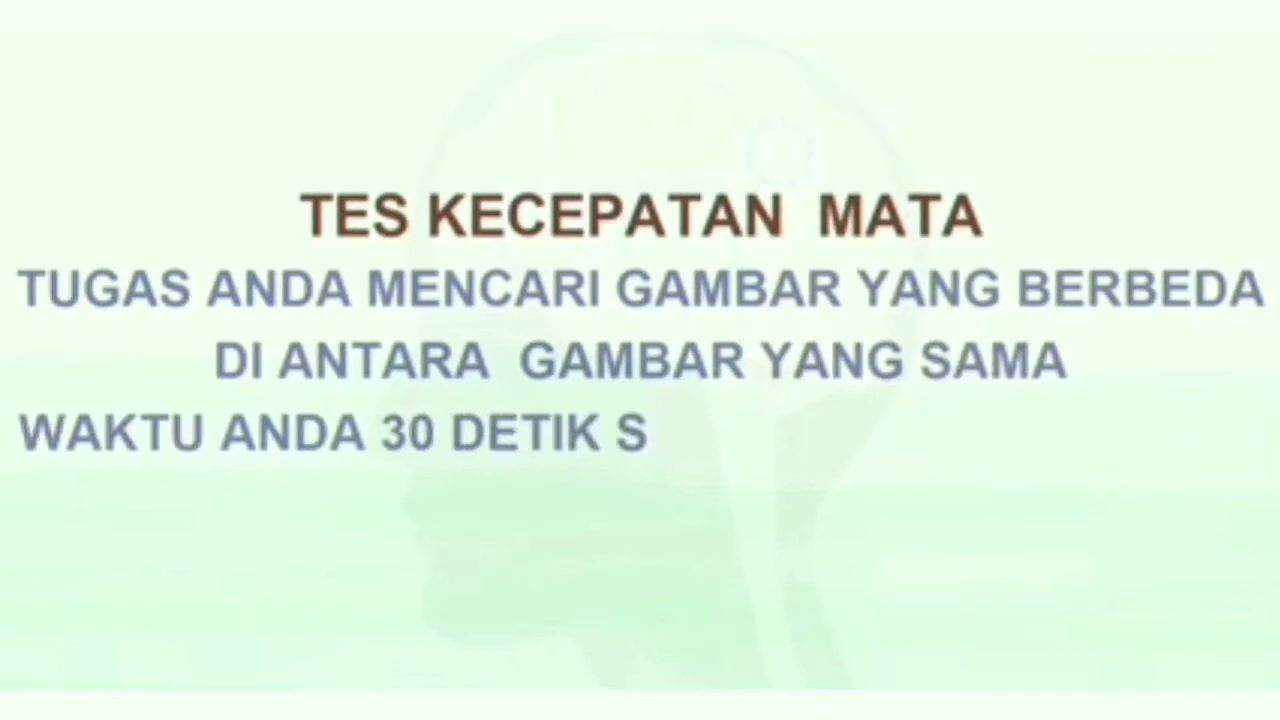 TES KECEPATAN MATA
TUGAS ANDA MENCARI GAMBAR YANG BERBEDA
DI ANTARA GAMBAR YANG SAMA
WAKTU ANDA 30 DETIK S